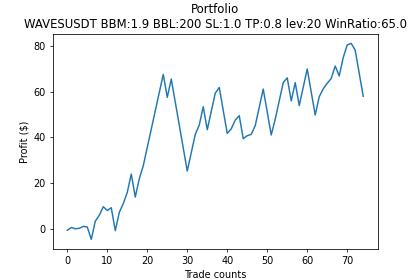 Portfolio
WAVESUSDT BBM:1.9 BBL:200 SL:1.0 TP:0.8 lev:20 WinRatio:65.0
80
60
40
20
0
Profit ($)
0 10 20 30 40 50 60 70
Trade counts